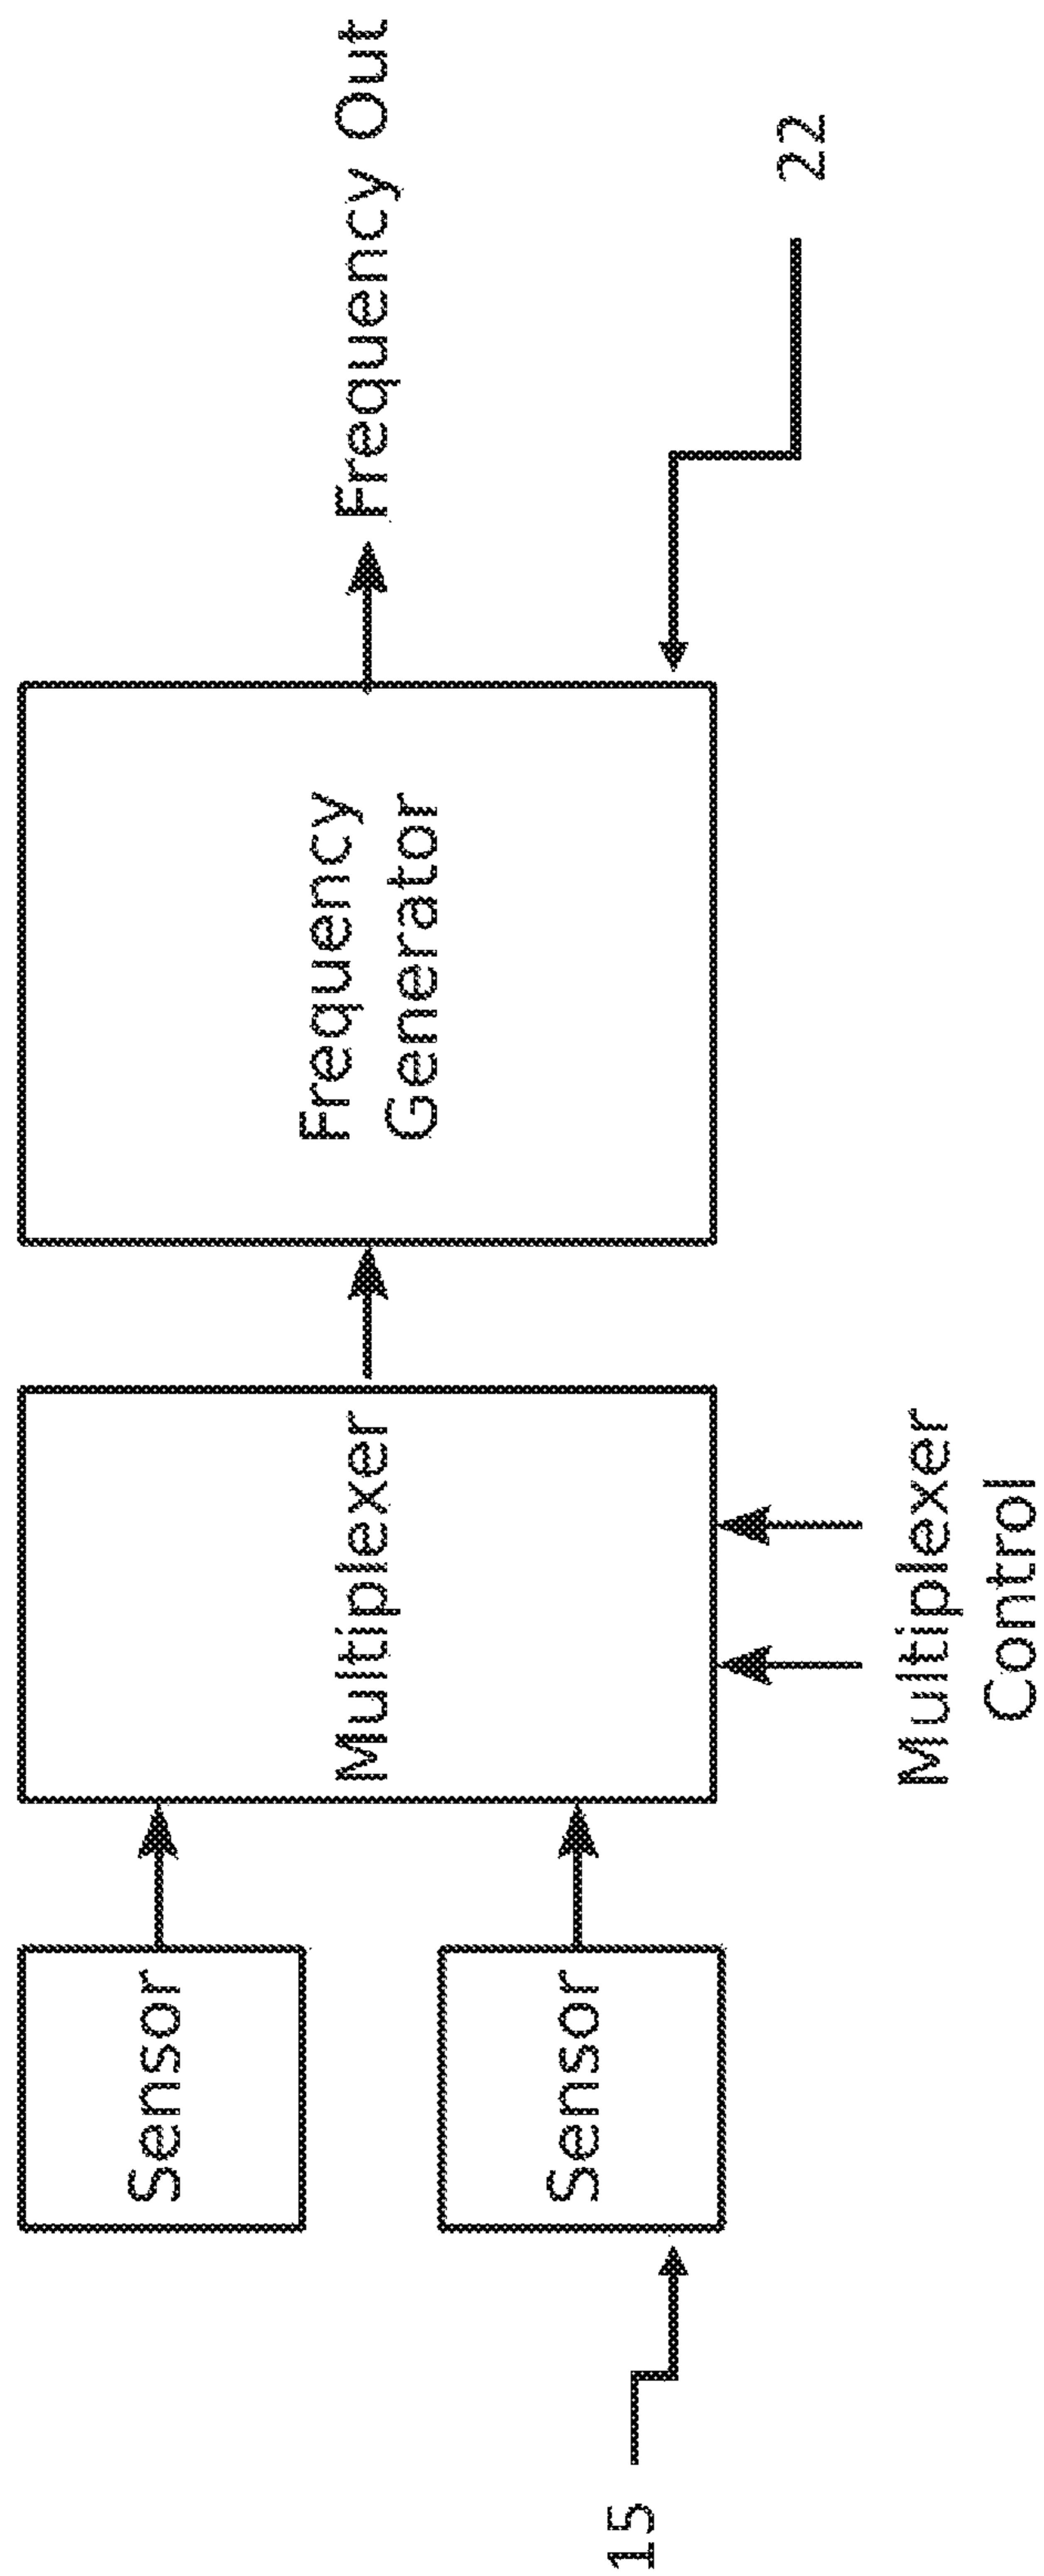 Sensor
Sensor
15
Multiplexer
Multiplexer
Control
Frequency
Generator
Frequency Out
22